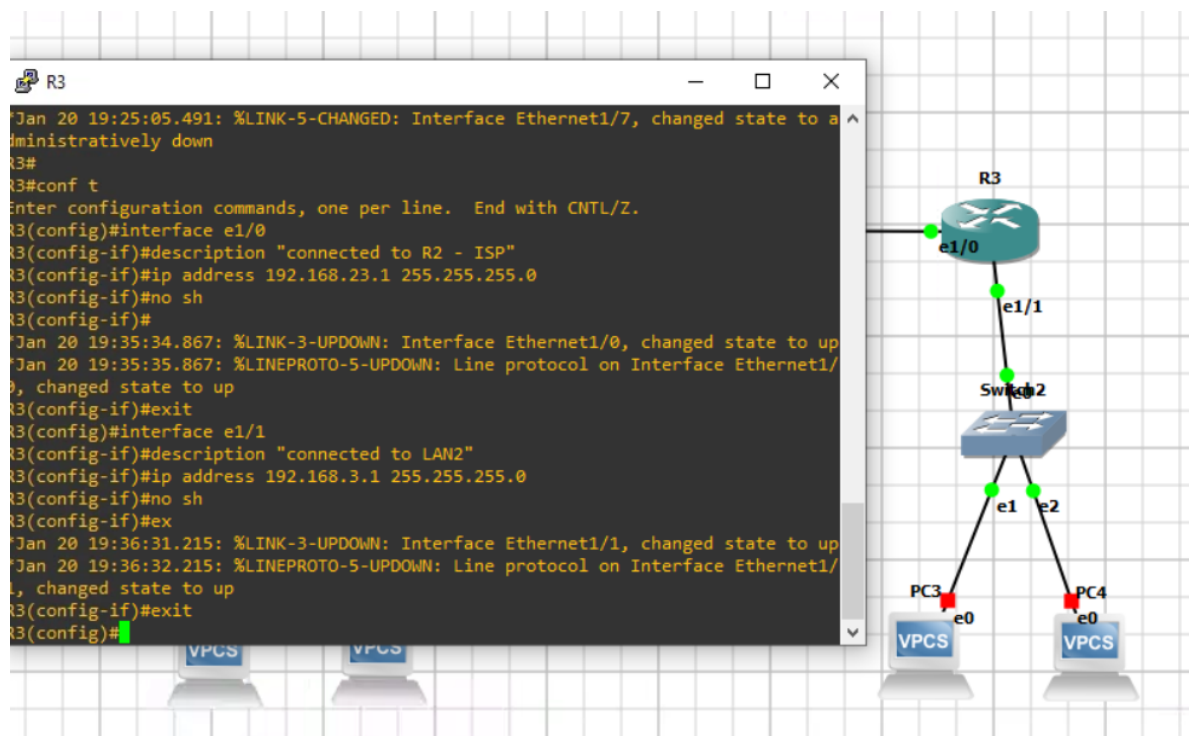 R3
*Jan 20 19:25:05.491: %LINK-5-CHANGED: Interface Ethernet1/7, changed state to a
dministratively down
R3#
R3#conf t
Enter configuration commands, one per line.  End with CNTL/Z.
R3(config)#interface e1/0
R3(config-if)#description "connected to R2 - ISP"
R3(config-if)#ip address 192.168.23.1 255.255.255.0
R3(config-if)#no sh
R3(config-if)#
*Jan 20 19:35:34.867: %LINK-3-UPDOWN: Interface Ethernet1/0, changed state to up
*Jan 20 19:35:35.867: %LINEPROTO-5-UPDOWN: Line protocol on Interface Ethernet1/
0, changed state to up
R3(config-if)#exit
R3(config)#interface e1/1
R3(config-if)#description "connected to LAN2"
R3(config-if)#ip address 192.168.3.1 255.255.255.0
R3(config-if)#no sh
R3(config-if)#ex
*Jan 20 19:36:31.215: %LINK-3-UPDOWN: Interface Ethernet1/1, changed state to up
*Jan 20 19:36:32.215: %LINEPROTO-5-UPDOWN: Line protocol on Interface Ethernet1/
1, changed state to up
R3(config-if)#exit
R3(config)#
VPCS
VPCS
R3
e1/0
e1/1
e0
Switch2
e1
e2
PC3
PC4
e0
e0
VPCS
VPCS